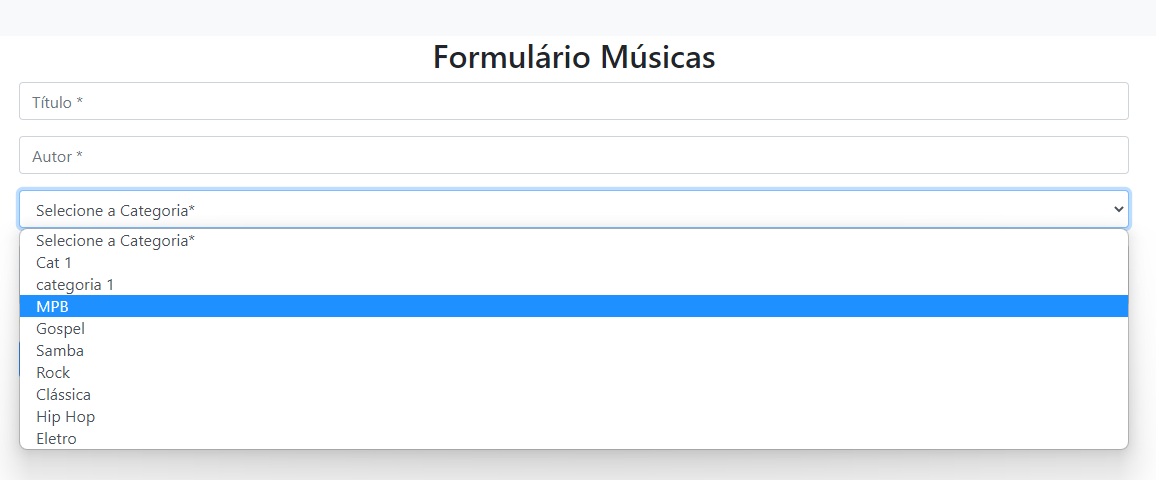 Formulário Músicas
Título *
Autor *
Selecione a Categoria*
Selecione a Categoria*
Cat 1
categoria 1
MPB
Gospel
Samba
Rock
Clássica
Hip Hop
Eletro